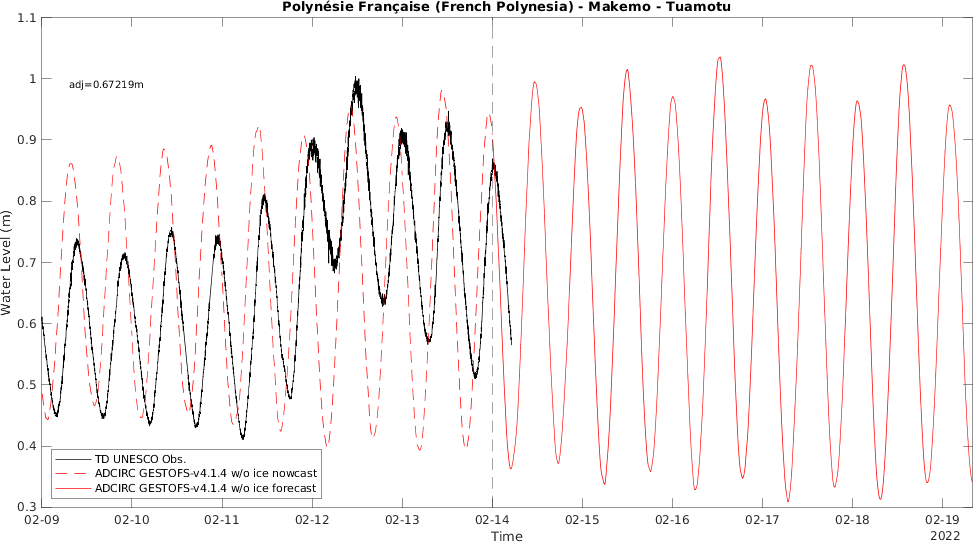 Polynésie Française (French Polynesia) - Makemo - Tuamotu
1.1
1
0.9
0.8
0.7
0.6
0.5
0.4
0.3
Water Level (m)
adj=0.67219m
TD UNESCO Obs.
ADCIRC GESTOFS-v4.1.4 w/o ice nowcast
ADCIRC GESTOFS-v4.1.4 w/o ice forecast
02-09 02-10 02-11 02-12 02-13 02-14 02-15 02-16 02-17 02-18 02-19
Time
2022